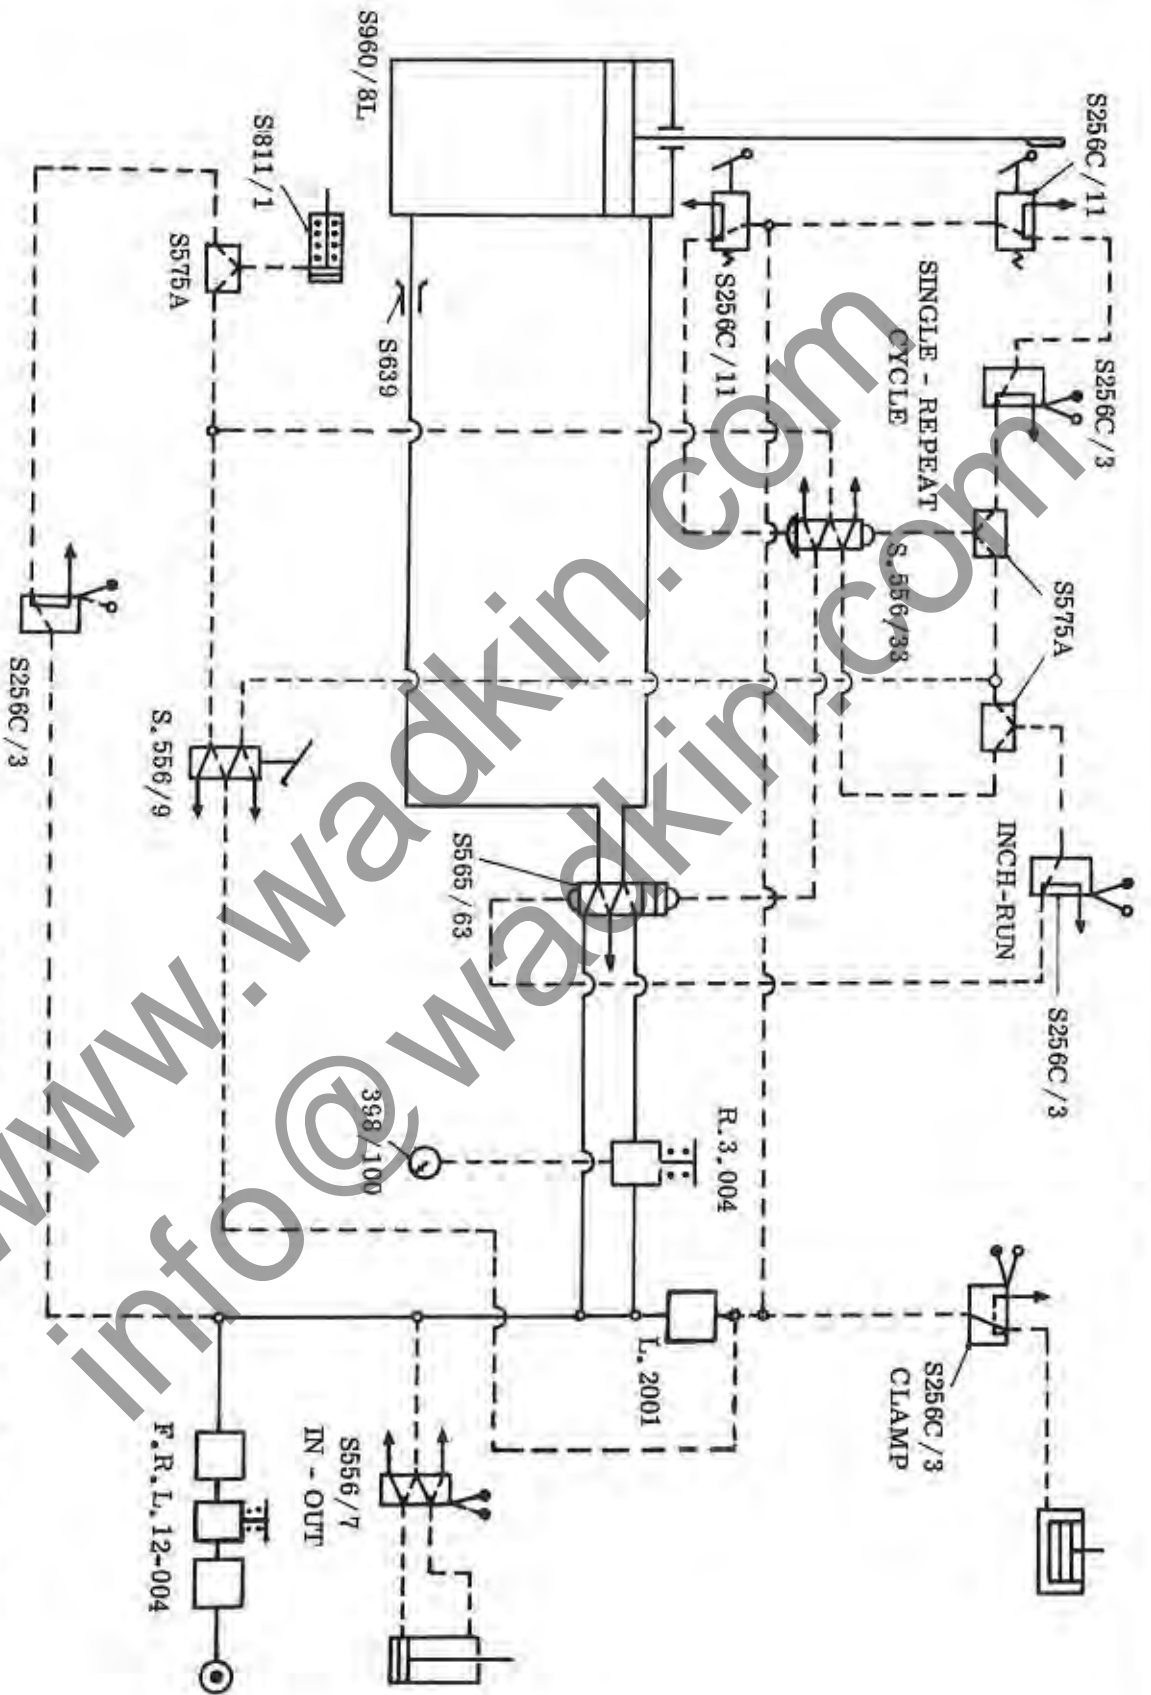 S960/8L
S811/1
S575A
S639
S256C/11
S256C/11
SINGLE - REPEAT
CYCLE
S256C/3
S575A
S.556/33
INCH-RUN
S256C/3
S256C/3
S.556/9
S565/63
398/100
R.3.004
L.2001
S256C/3
CLAMP
S556/7
IN - OUT
F.R.L.12-004
www.wadkin.com
info@wadkin.com